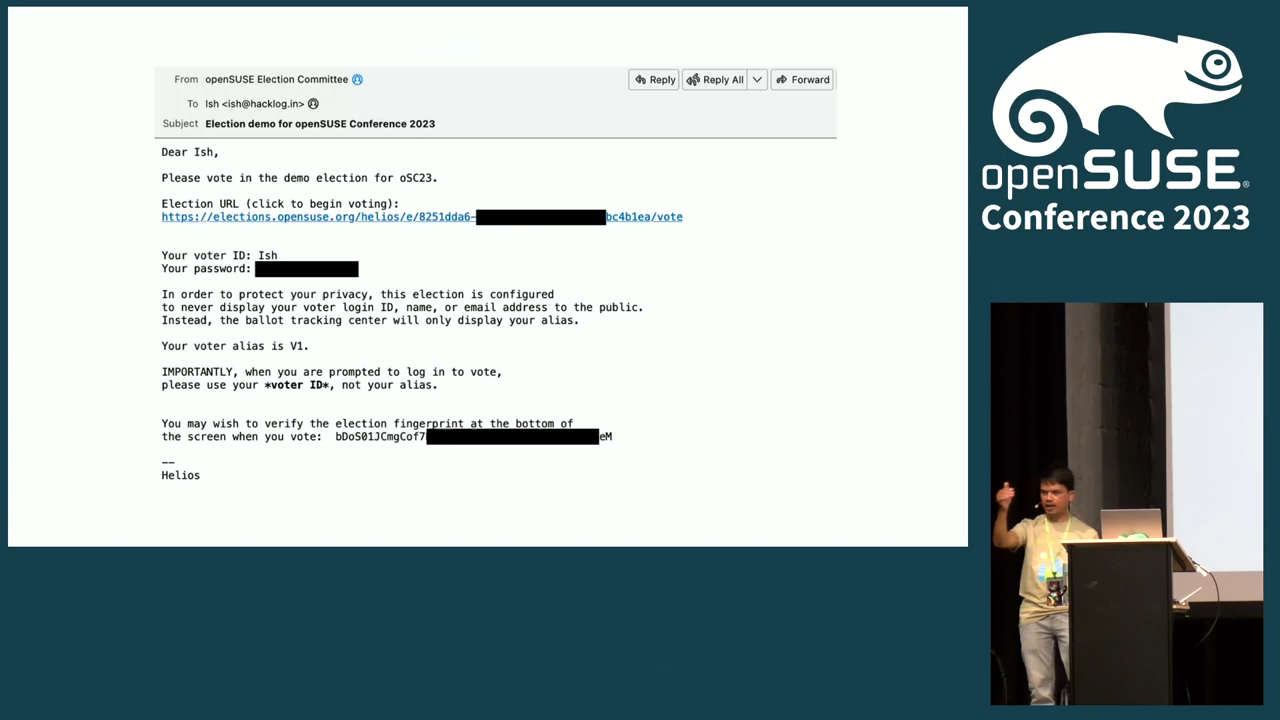 From openSUSE Election Committee
Reply
Reply All
Forward
To Ish <ish@hacklog.in>
Subject Election demo for openSUSE Conference 2023
Dear Ish,
Please vote in the demo election for oSC23.
Election URL (click to begin voting):
https://elections.opensuse.org/helios/e/8251dda6- bc4b1ea/vote
Your voter ID: Ish
Your password:
In order to protect your privacy, this election is configured
to never display your voter login ID, name, or email address to the public.
Instead, the ballot tracking center will only display your alias.
Your voter alias is V1.
IMPORTANTLY, when you are prompted to log in to vote,
please use your *voter ID*, not your alias.
You may wish to verify the election fingerprint at the bottom of
the screen when you vote: bDoS01JCmgCof7 eM
--
Helios
openSUSE®
Conference 2023